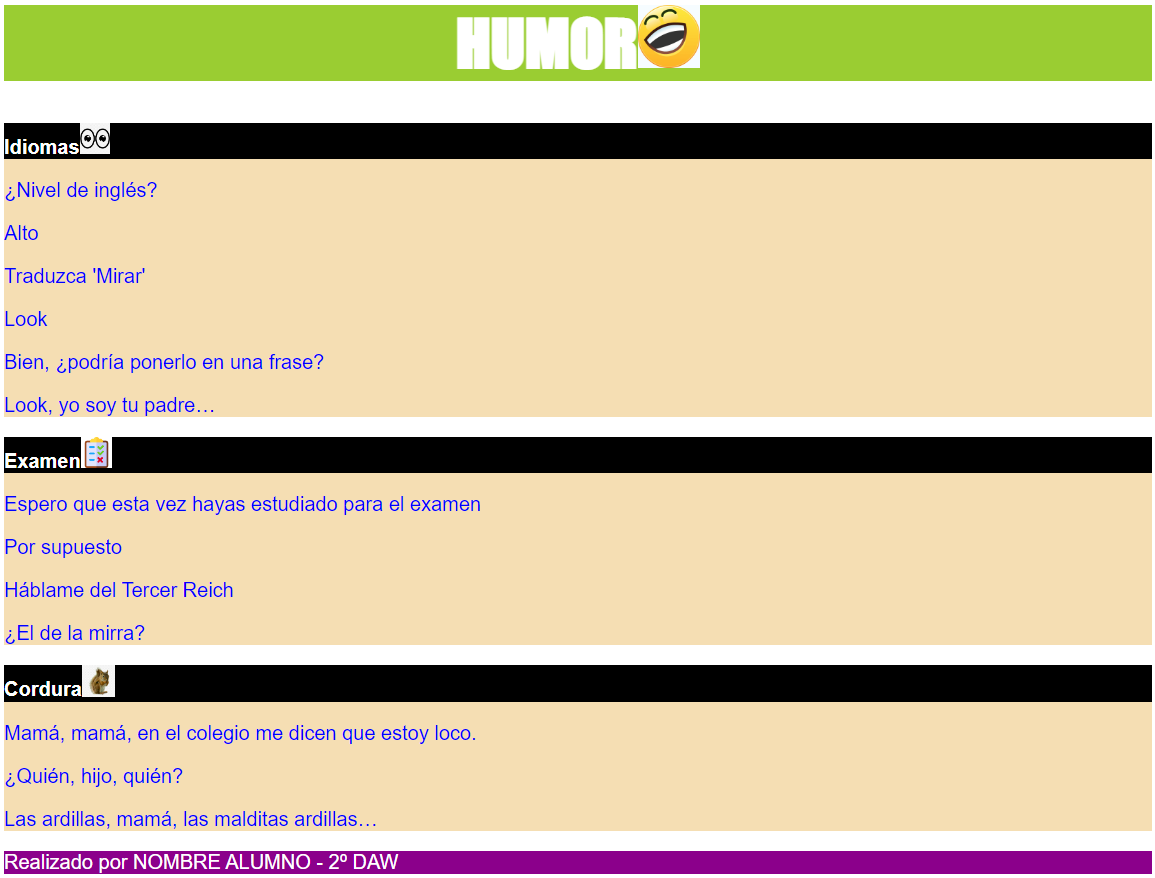 HUMOR
Idiomas
¿Nivel de inglés?
Alto
Traduzca 'Mirar'
Look
Bien, ¿podría ponerlo en una frase?
Look, yo soy tu padre…
Examen
Espero que esta vez hayas estudiado para el examen
Por supuesto
Háblame del Tercer Reich
¿El de la mirra?
Cordura
Mamá, mamá, en el colegio me dicen que estoy loco.
¿Quién, hijo, quién?
Las ardillas, mamá, las malditas ardillas…
Realizado por NOMBRE ALUMNO - 2º DAW